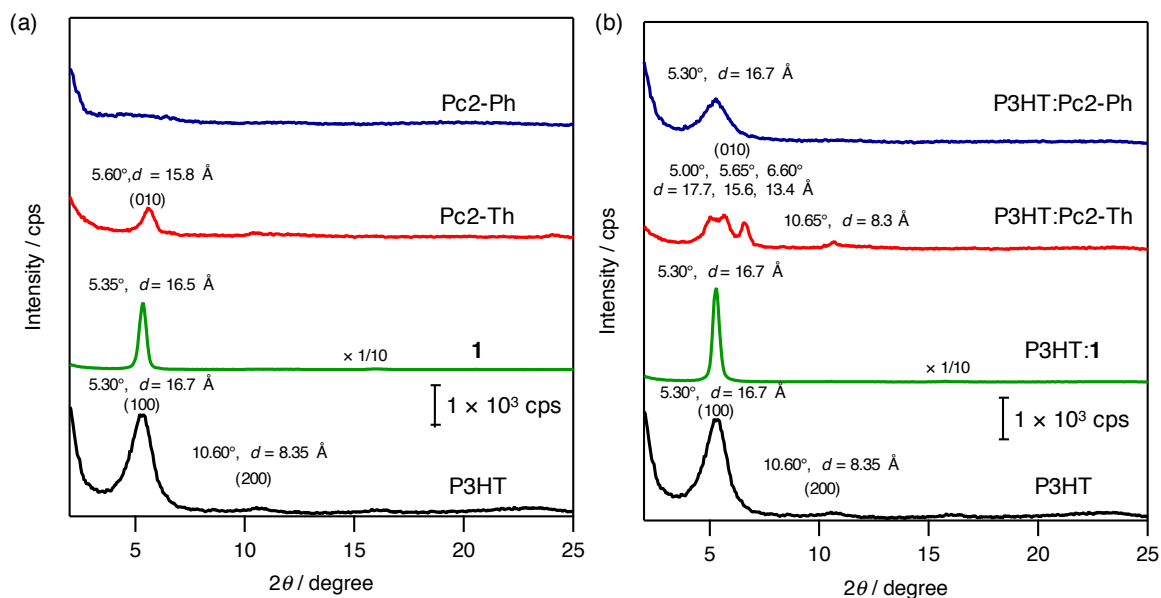 (a)
Pc2-Ph
5.60°, d = 15.8 Å
(010)
Pc2-Th
5.35°, d = 16.5 Å
1
× 1/10
5.30°, d = 16.7 Å
(100)
1 × 10³ cps
10.60°, d = 8.35 Å
(200)
P3HT
Intensity / cps
5 10 15 20 25
2θ / degree
(b)
5.30°, d = 16.7 Å
P3HT:Pc2-Ph
(010)
5.00° 5.65° 6.60°
d = 17.7, 15.6, 13.4 Å
P3HT:Pc2-Th
10.65°, d = 8.3 Å
5.30°, d = 16.7 Å
P3HT:1
× 1/10
5.30°, d = 16.7 Å
(100)
1 × 10³ cps
10.60°, d = 8.35 Å
(200)
P3HT
Intensity / cps
5 10 15 20 25
2θ / degree